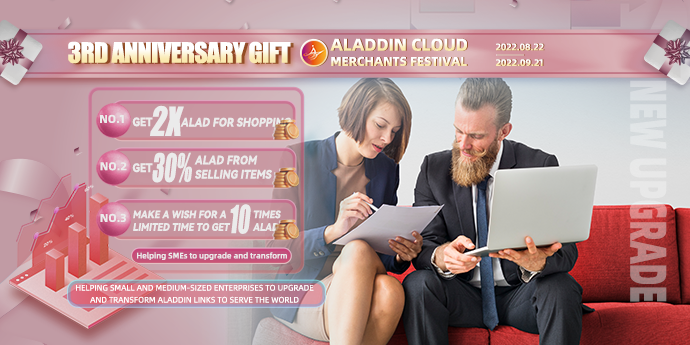 3RD ANNIVERSARY GIFT
ALADDIN CLOUD
MERCHANTS FESTIVAL
2022.08.22
2022.09.21
NO.1 GET 2X ALAD FOR SHOPPING
NO.2 GET 30% ALAD FROM
SELLING ITEMS
NO.3 MAKE A WISH FOR A 10 TIMES
LIMITED TIME TO GET ALAD
Helping SMEs to upgrade and transform
HELPING SMALL AND MEDIUM-SIZED ENTERPRISES TO UPGRADE
AND TRANSFORM ALADDIN LINKS TO SERVE THE WORLD
NEW UPGRADE